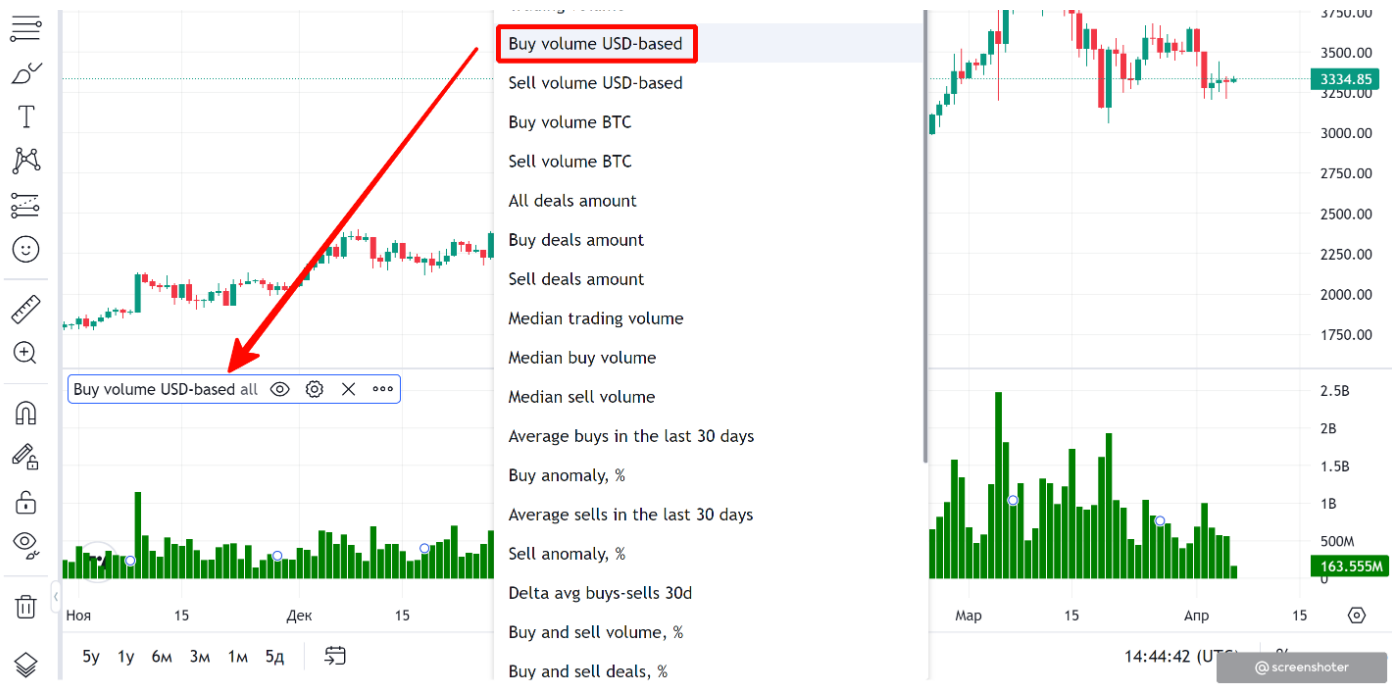 Trading volume
Buy volume USD-based
Sell volume USD-based
Buy volume BTC
Sell volume BTC
All deals amount
Buy deals amount
Sell deals amount
Median trading volume
Median buy volume
Median sell volume
Average buys in the last 30 days
Buy anomaly, %
Average sells in the last 30 days
Sell anomaly, %
Delta avg buys-sells 30d
Buy and sell volume, %
Buy and sell deals, %
Buy volume USD-based all
3750.00
3500.00
3334.85
3250.00
3000.00
2750.00
2500.00
2250.00
2000.00
1750.00
2.5B
2B
1.5B
1B
500M
163.555M
0
Ноя 15 Дек 15 Мар 15 Апр 15
5y 1y 6м 3м 1м 5д
14:44:42 (UTC) %
@screenshoter